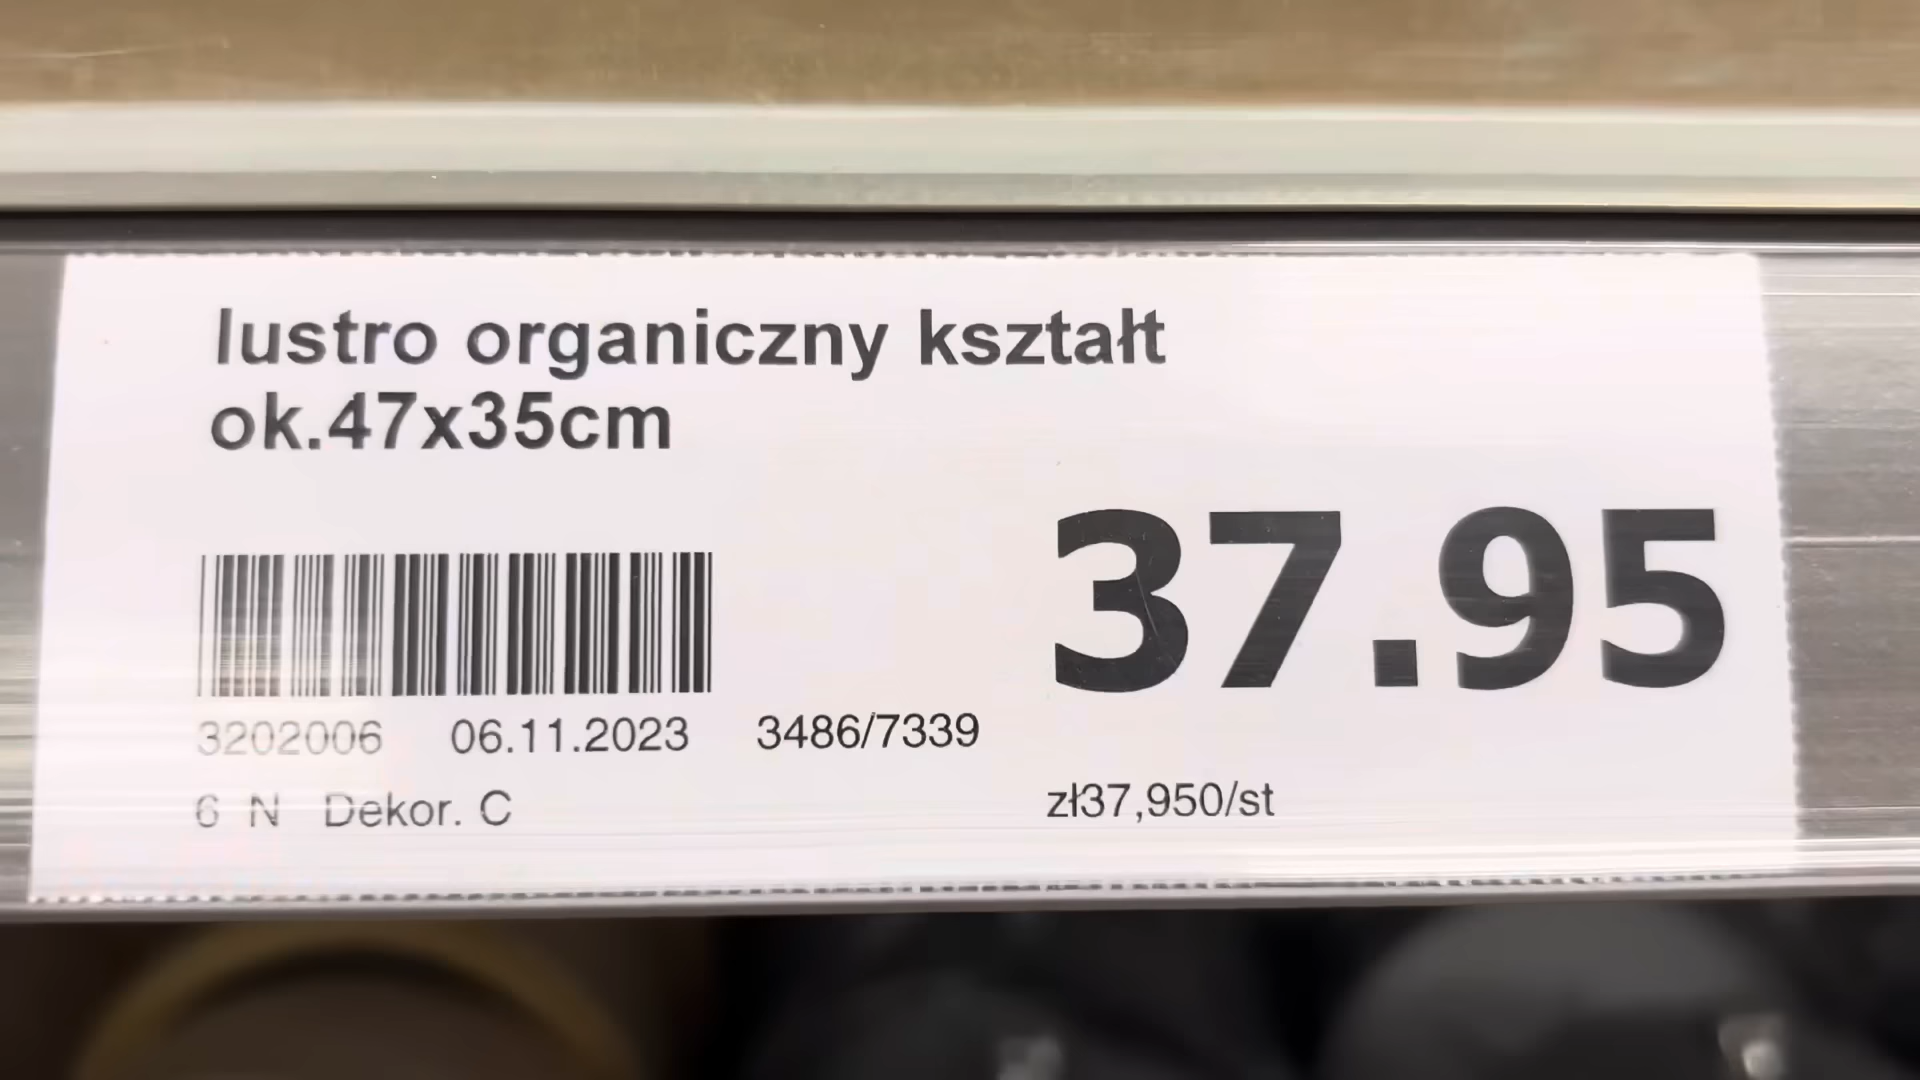 lustro organiczny kształt
ok.47x35cm
37.95
3202006 06.11.2023 3486/7339
6 N Dekor. C
zł37,950/st